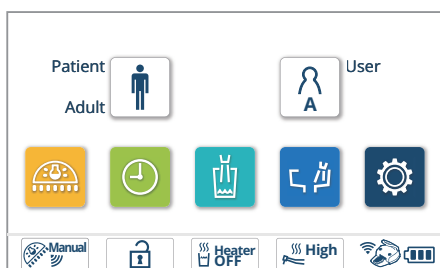 Patient
User
Adult
A
Manual
Heater
OFF
High